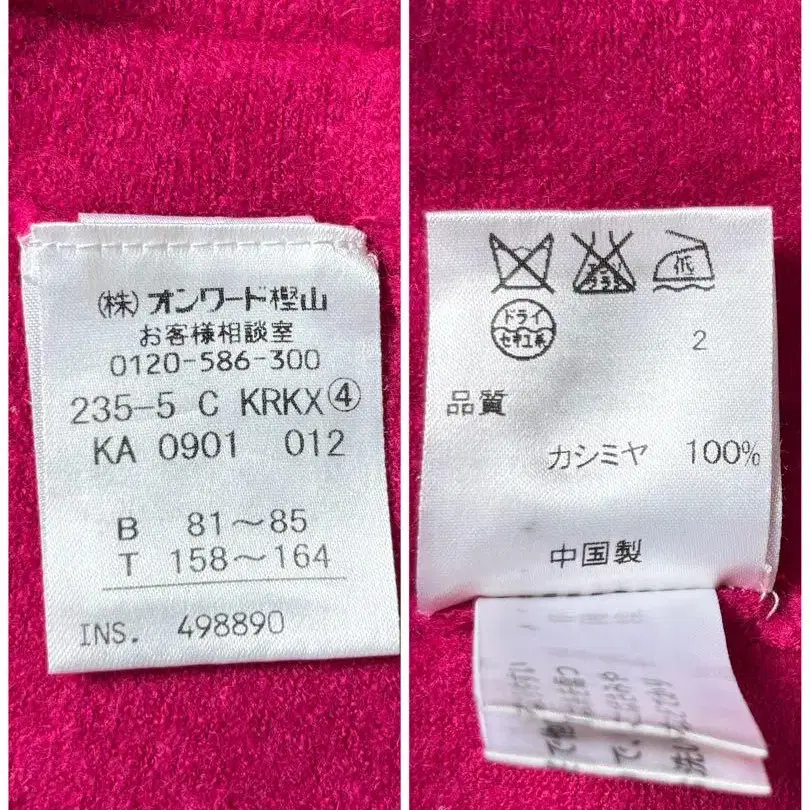 (株)オンワード樫山
お客様相談室
0120-586-300
235-5 C KRKX④
KA 0901 012
B 81～85
T 158～164
INS. 498890
低
ドライ
セキユ系
2
品質
カシミヤ 100%
中国製